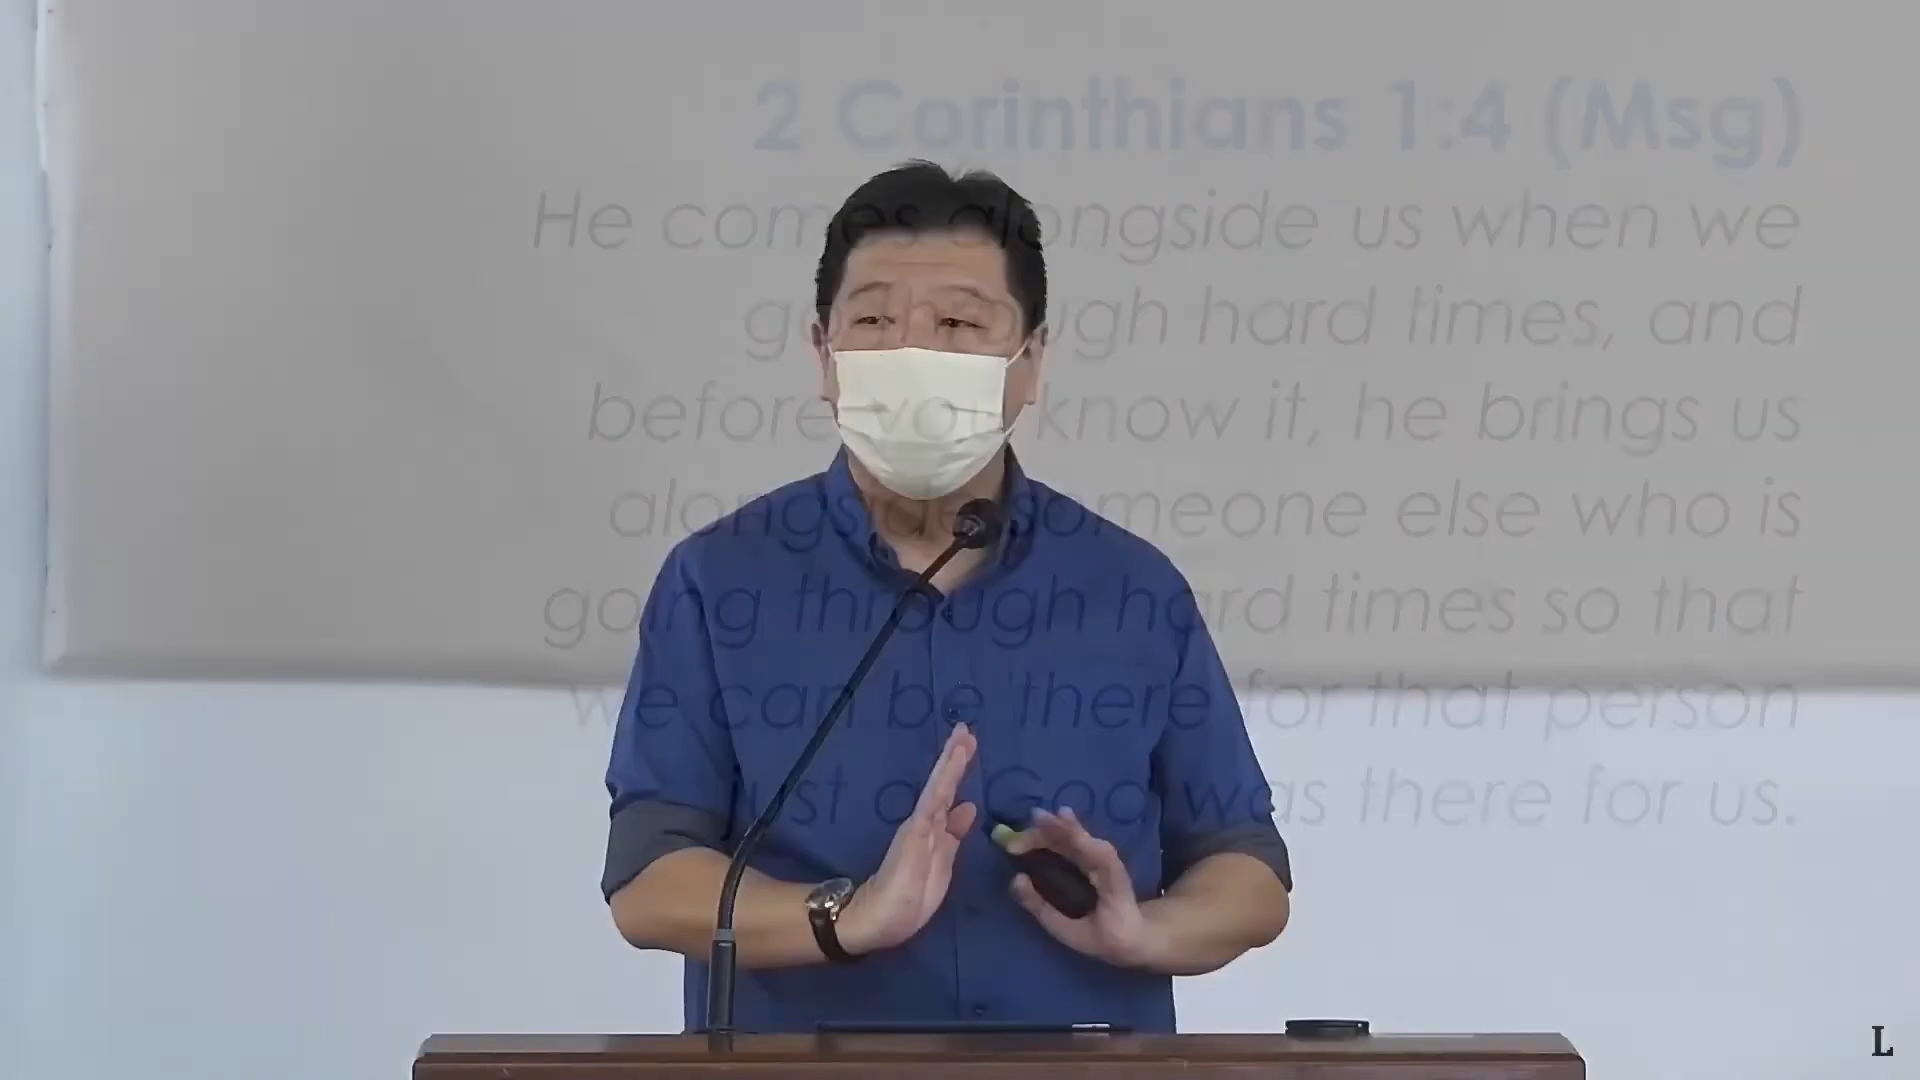 2 Corinthians 1:4 (Msg)
He comes alongside us when we
go through hard times, and
before you know it, he brings us
alongside someone else who is
going through hard times so that
we can be there for that person
just as God was there for us.
L